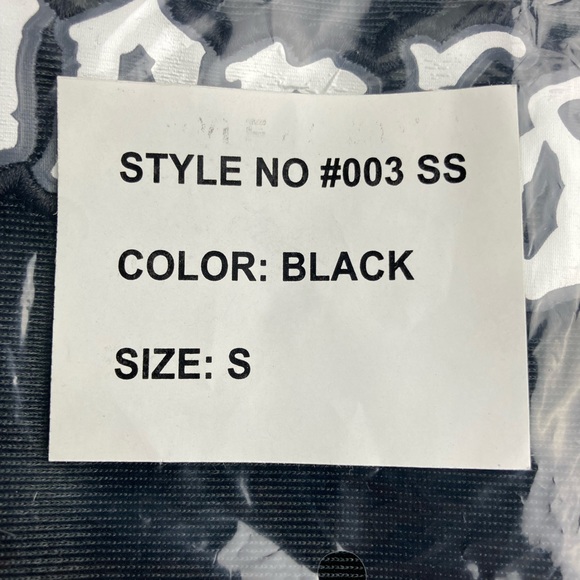 STYLE NO #003 SS
COLOR: BLACK
SIZE: S